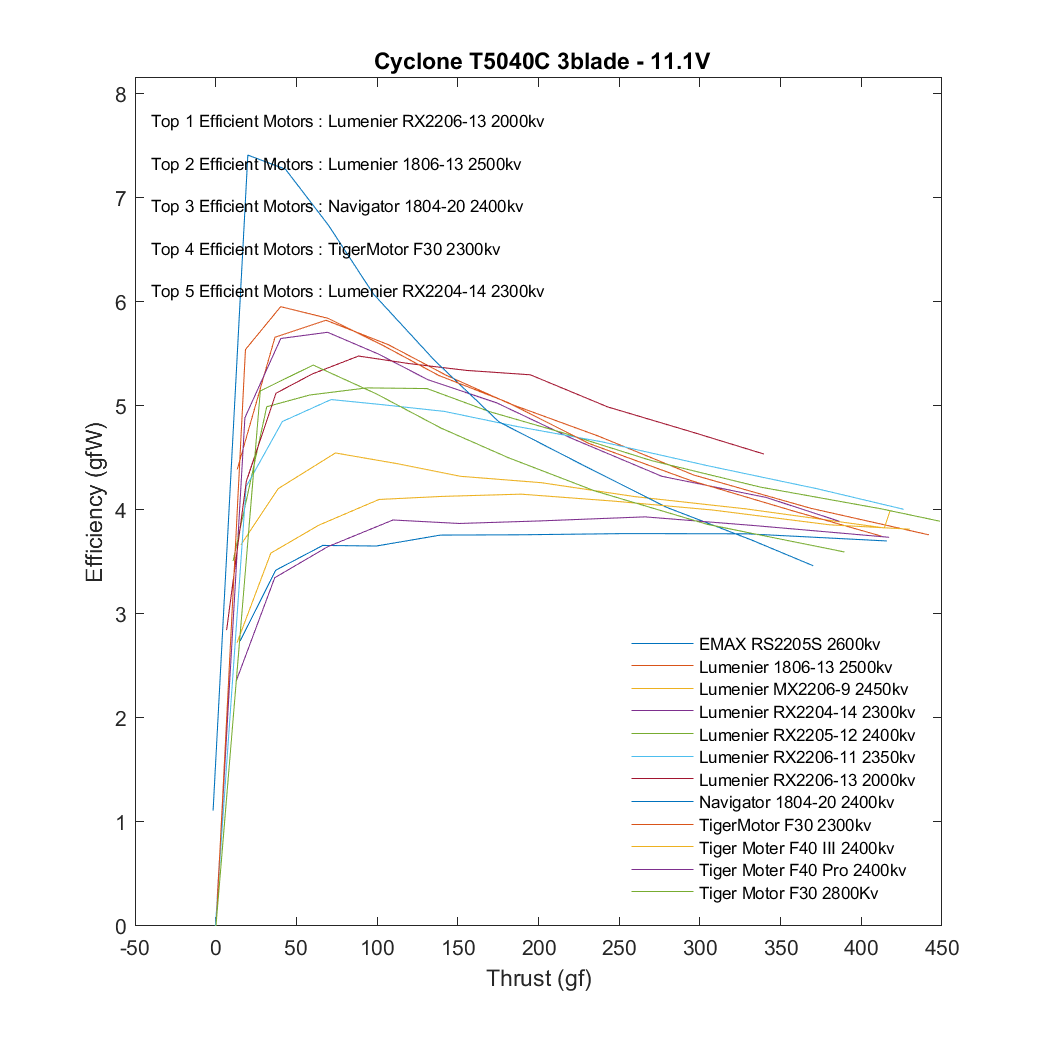 Cyclone T5040C 3blade - 11.1V
8
Top 1 Efficient Motors : Lumenier RX2206-13 2000kv
Top 2 Efficient Motors : Lumenier 1806-13 2500kv
7
Top 3 Efficient Motors : Navigator 1804-20 2400kv
Top 4 Efficient Motors : TigerMotor F30 2300kv
6
Top 5 Efficient Motors : Lumenier RX2204-14 2300kv
5
4
3
2
1
0
Efficiency (gfW)
EMAX RS2205S 2600kv
Lumenier 1806-13 2500kv
Lumenier MX2206-9 2450kv
Lumenier RX2204-14 2300kv
Lumenier RX2205-12 2400kv
Lumenier RX2206-11 2350kv
Lumenier RX2206-13 2000kv
Navigator 1804-20 2400kv
TigerMotor F30 2300kv
Tiger Moter F40 III 2400kv
Tiger Moter F40 Pro 2400kv
Tiger Motor F30 2800Kv
-50 0 50 100 150 200 250 300 350 400 450
Thrust (gf)